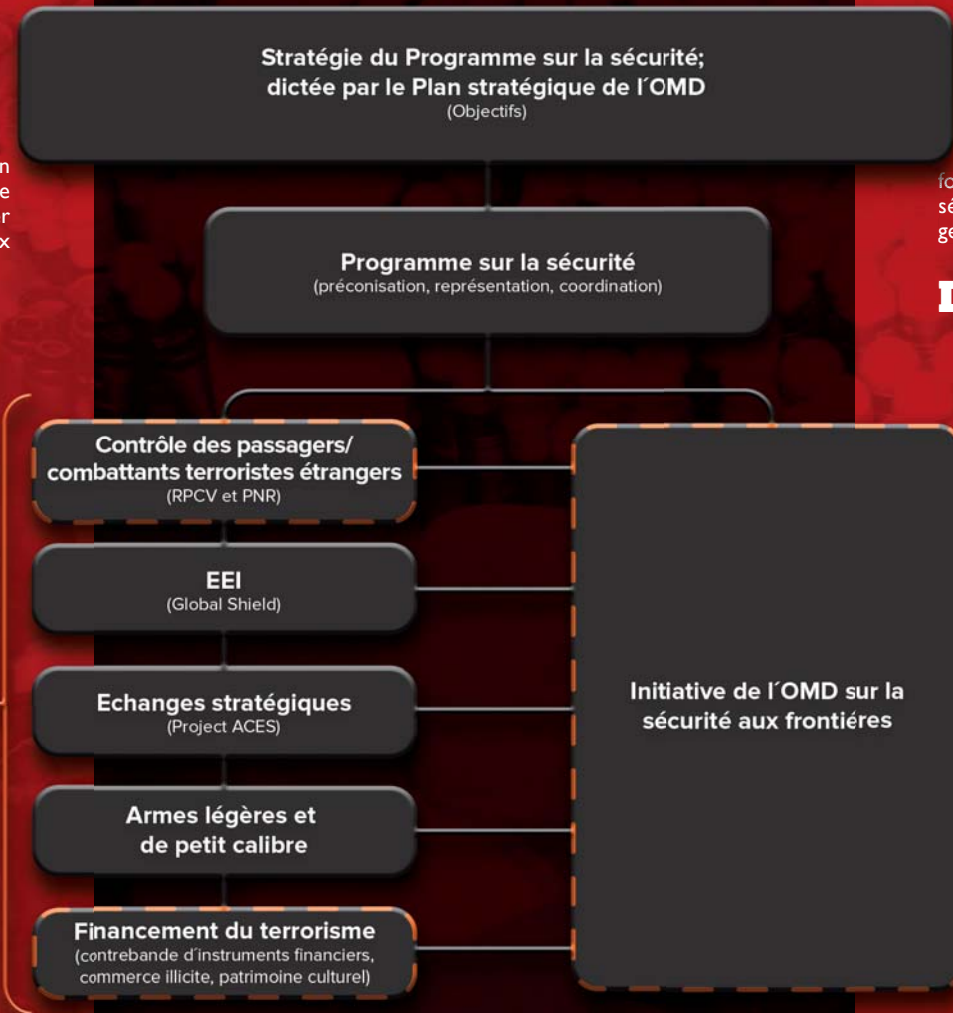 Stratégie du Programme sur la sécurité;
dictée par le Plan stratégique de l´OMD
(Objectifs)
Programme sur la sécurité
(préconisation, représentation, coordination)
Contrôle des passagers/
combattants terroristes étrangers
(RPCV et PNR)
EEI
(Global Shield)
Echanges stratégiques
(Project ACES)
Armes légères et
de petit calibre
Financement du terrorisme
(contrebande d´instruments financiers,
commerce illicite, patrimoine culturel)
Initiative de l´OMD sur la
sécurité aux frontiéres